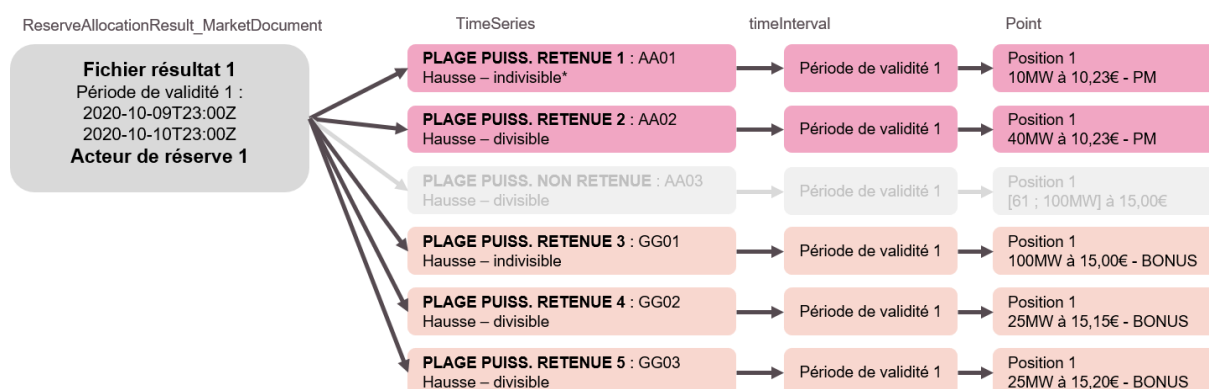 ReserveAllocationResult_MarketDocument
TimeSeries
timeInterval
Point
Fichier résultat 1
Période de validité 1 :
2020-10-09T23:00Z
2020-10-10T23:00Z
Acteur de réserve 1
PLAGE PUISS. RETENUE 1 : AA01
Hausse – indivisible*
Période de validité 1
Position 1
10MW à 10,23€ - PM
PLAGE PUISS. RETENUE 2 : AA02
Hausse – divisible
Période de validité 1
Position 1
40MW à 10,23€ - PM
PLAGE PUISS. NON RETENUE : AA03
Hausse – divisible
Période de validité 1
Position 1
[61 ; 100MW] à 15,00€
PLAGE PUISS. RETENUE 3 : GG01
Hausse – indivisible
Période de validité 1
Position 1
100MW à 15,00€ - BONUS
PLAGE PUISS. RETENUE 4 : GG02
Hausse – divisible
Période de validité 1
Position 1
25MW à 15,15€ - BONUS
PLAGE PUISS. RETENUE 5 : GG03
Hausse – divisible
Période de validité 1
Position 1
25MW à 15,20€ - BONUS